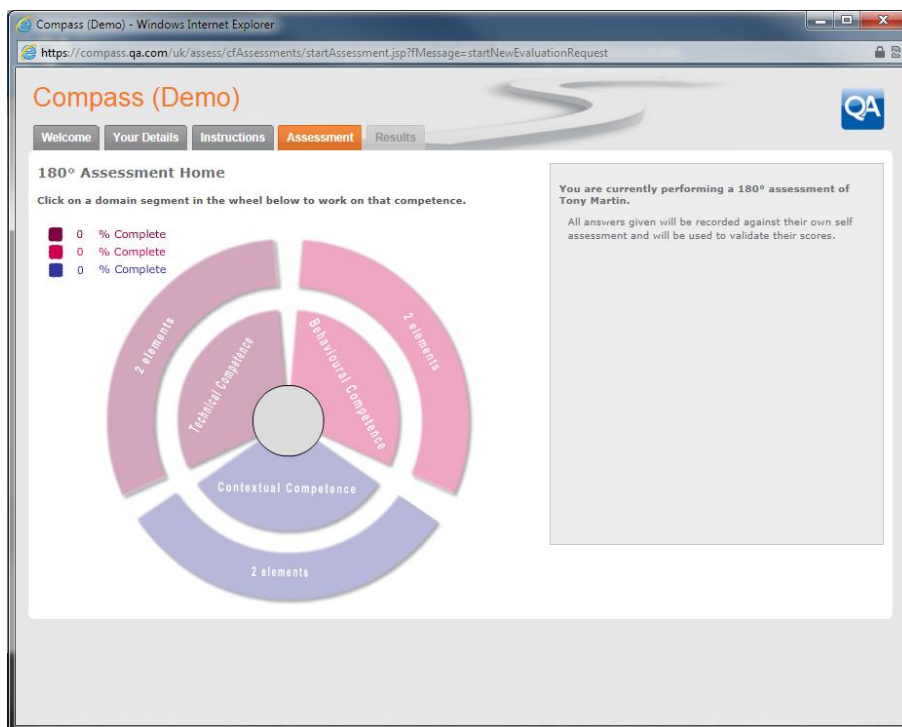 Compass (Demo) - Windows Internet Explorer
https://compass.qa.com/uk/assess/cfAssessments/startAssessment.jsp?fMessage=startNewEvaluationRequest
Compass (Demo)
QA
Welcome Your Details Instructions Assessment Results
180° Assessment Home
Click on a domain segment in the wheel below to work on that competence.
0 % Complete
0 % Complete
0 % Complete
2 elements
2 elements
Technical Competence
Behavioural Competence
Contextual Competence
2 elements
You are currently performing a 180° assessment of
Tony Martin.
All answers given will be recorded against their own self
assessment and will be used to validate their scores.